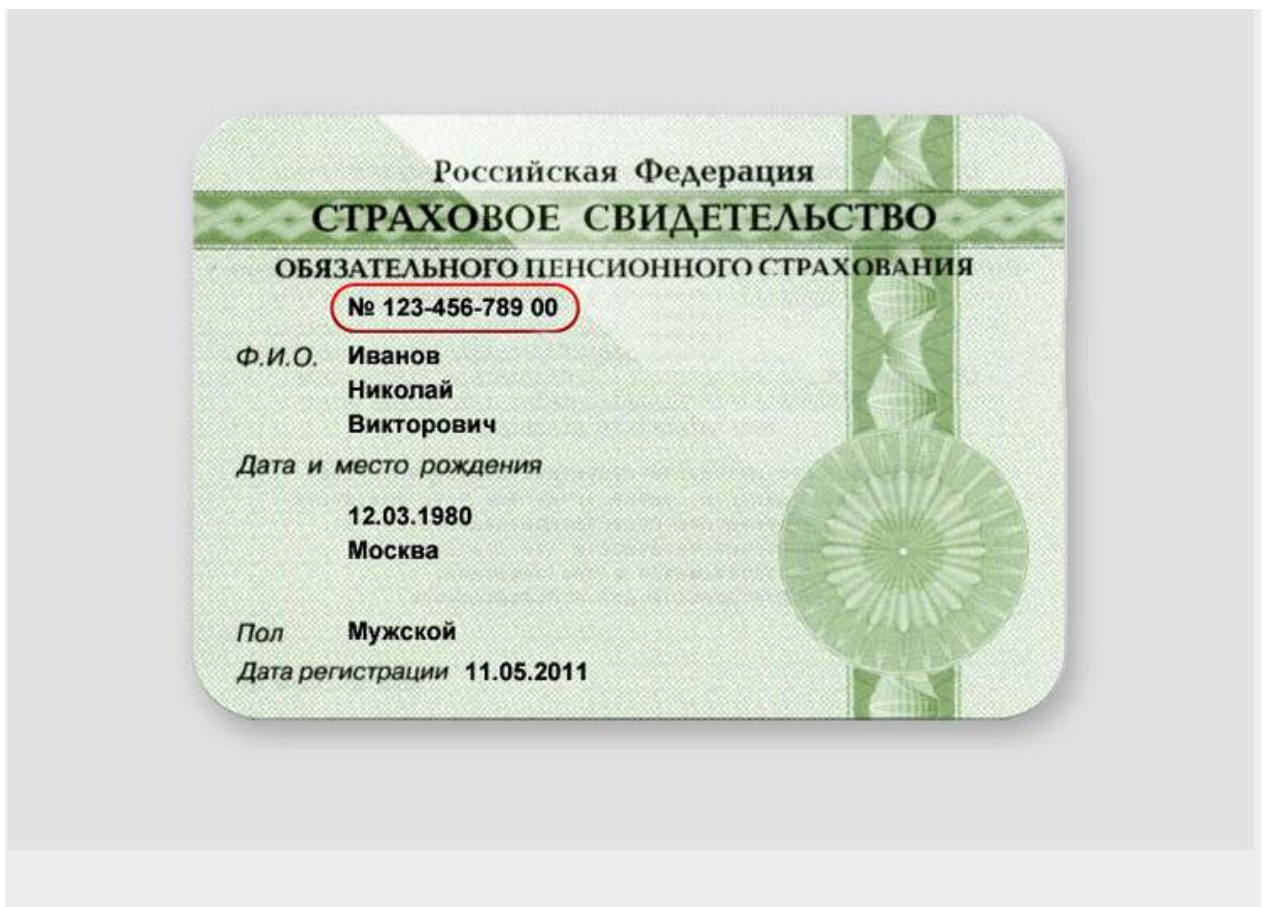 Российская Федерация
СТРАХОВОЕ СВИДЕТЕЛЬСТВО
ОБЯЗАТЕЛЬНОГО ПЕНСИОННОГО СТРАХОВАНИЯ
№ 123-456-789 00
Ф.И.О. Иванов
Николай
Викторович
Дата и место рождения
12.03.1980
Москва
Пол Мужской
Дата регистрации 11.05.2011